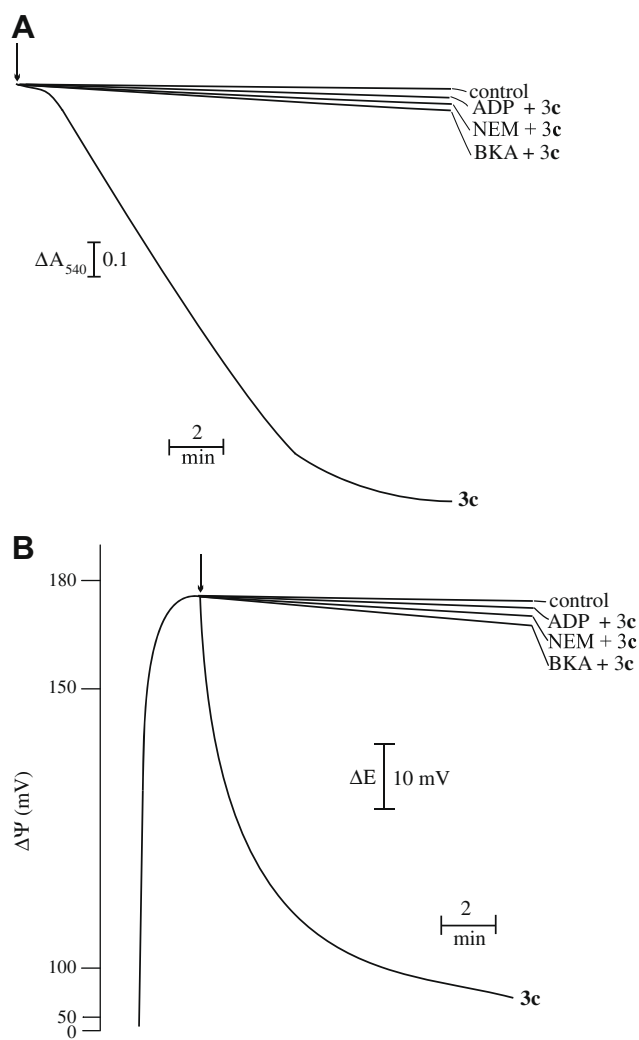 A
control
ADP + 3c
NEM + 3c
BKA + 3c
ΔA540 0.1
2
min
3c
B
180
control
ADP + 3c
NEM + 3c
BKA + 3c
150
ΔE 10 mV
ΔΨ (mV)
2
min
100
3c
50
0